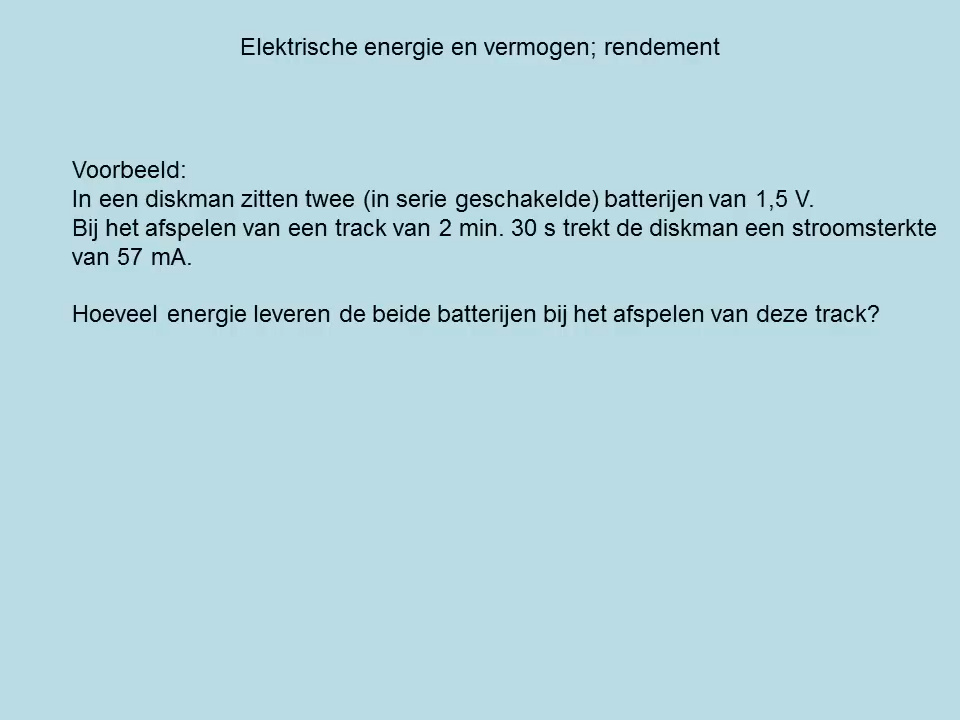 Elektrische energie en vermogen; rendement
Voorbeeld:
In een diskman zitten twee (in serie geschakelde) batterijen van 1,5 V.
Bij het afspelen van een track van 2 min. 30 s trekt de diskman een stroomsterkte
van 57 mA.
Hoeveel energie leveren de beide batterijen bij het afspelen van deze track?